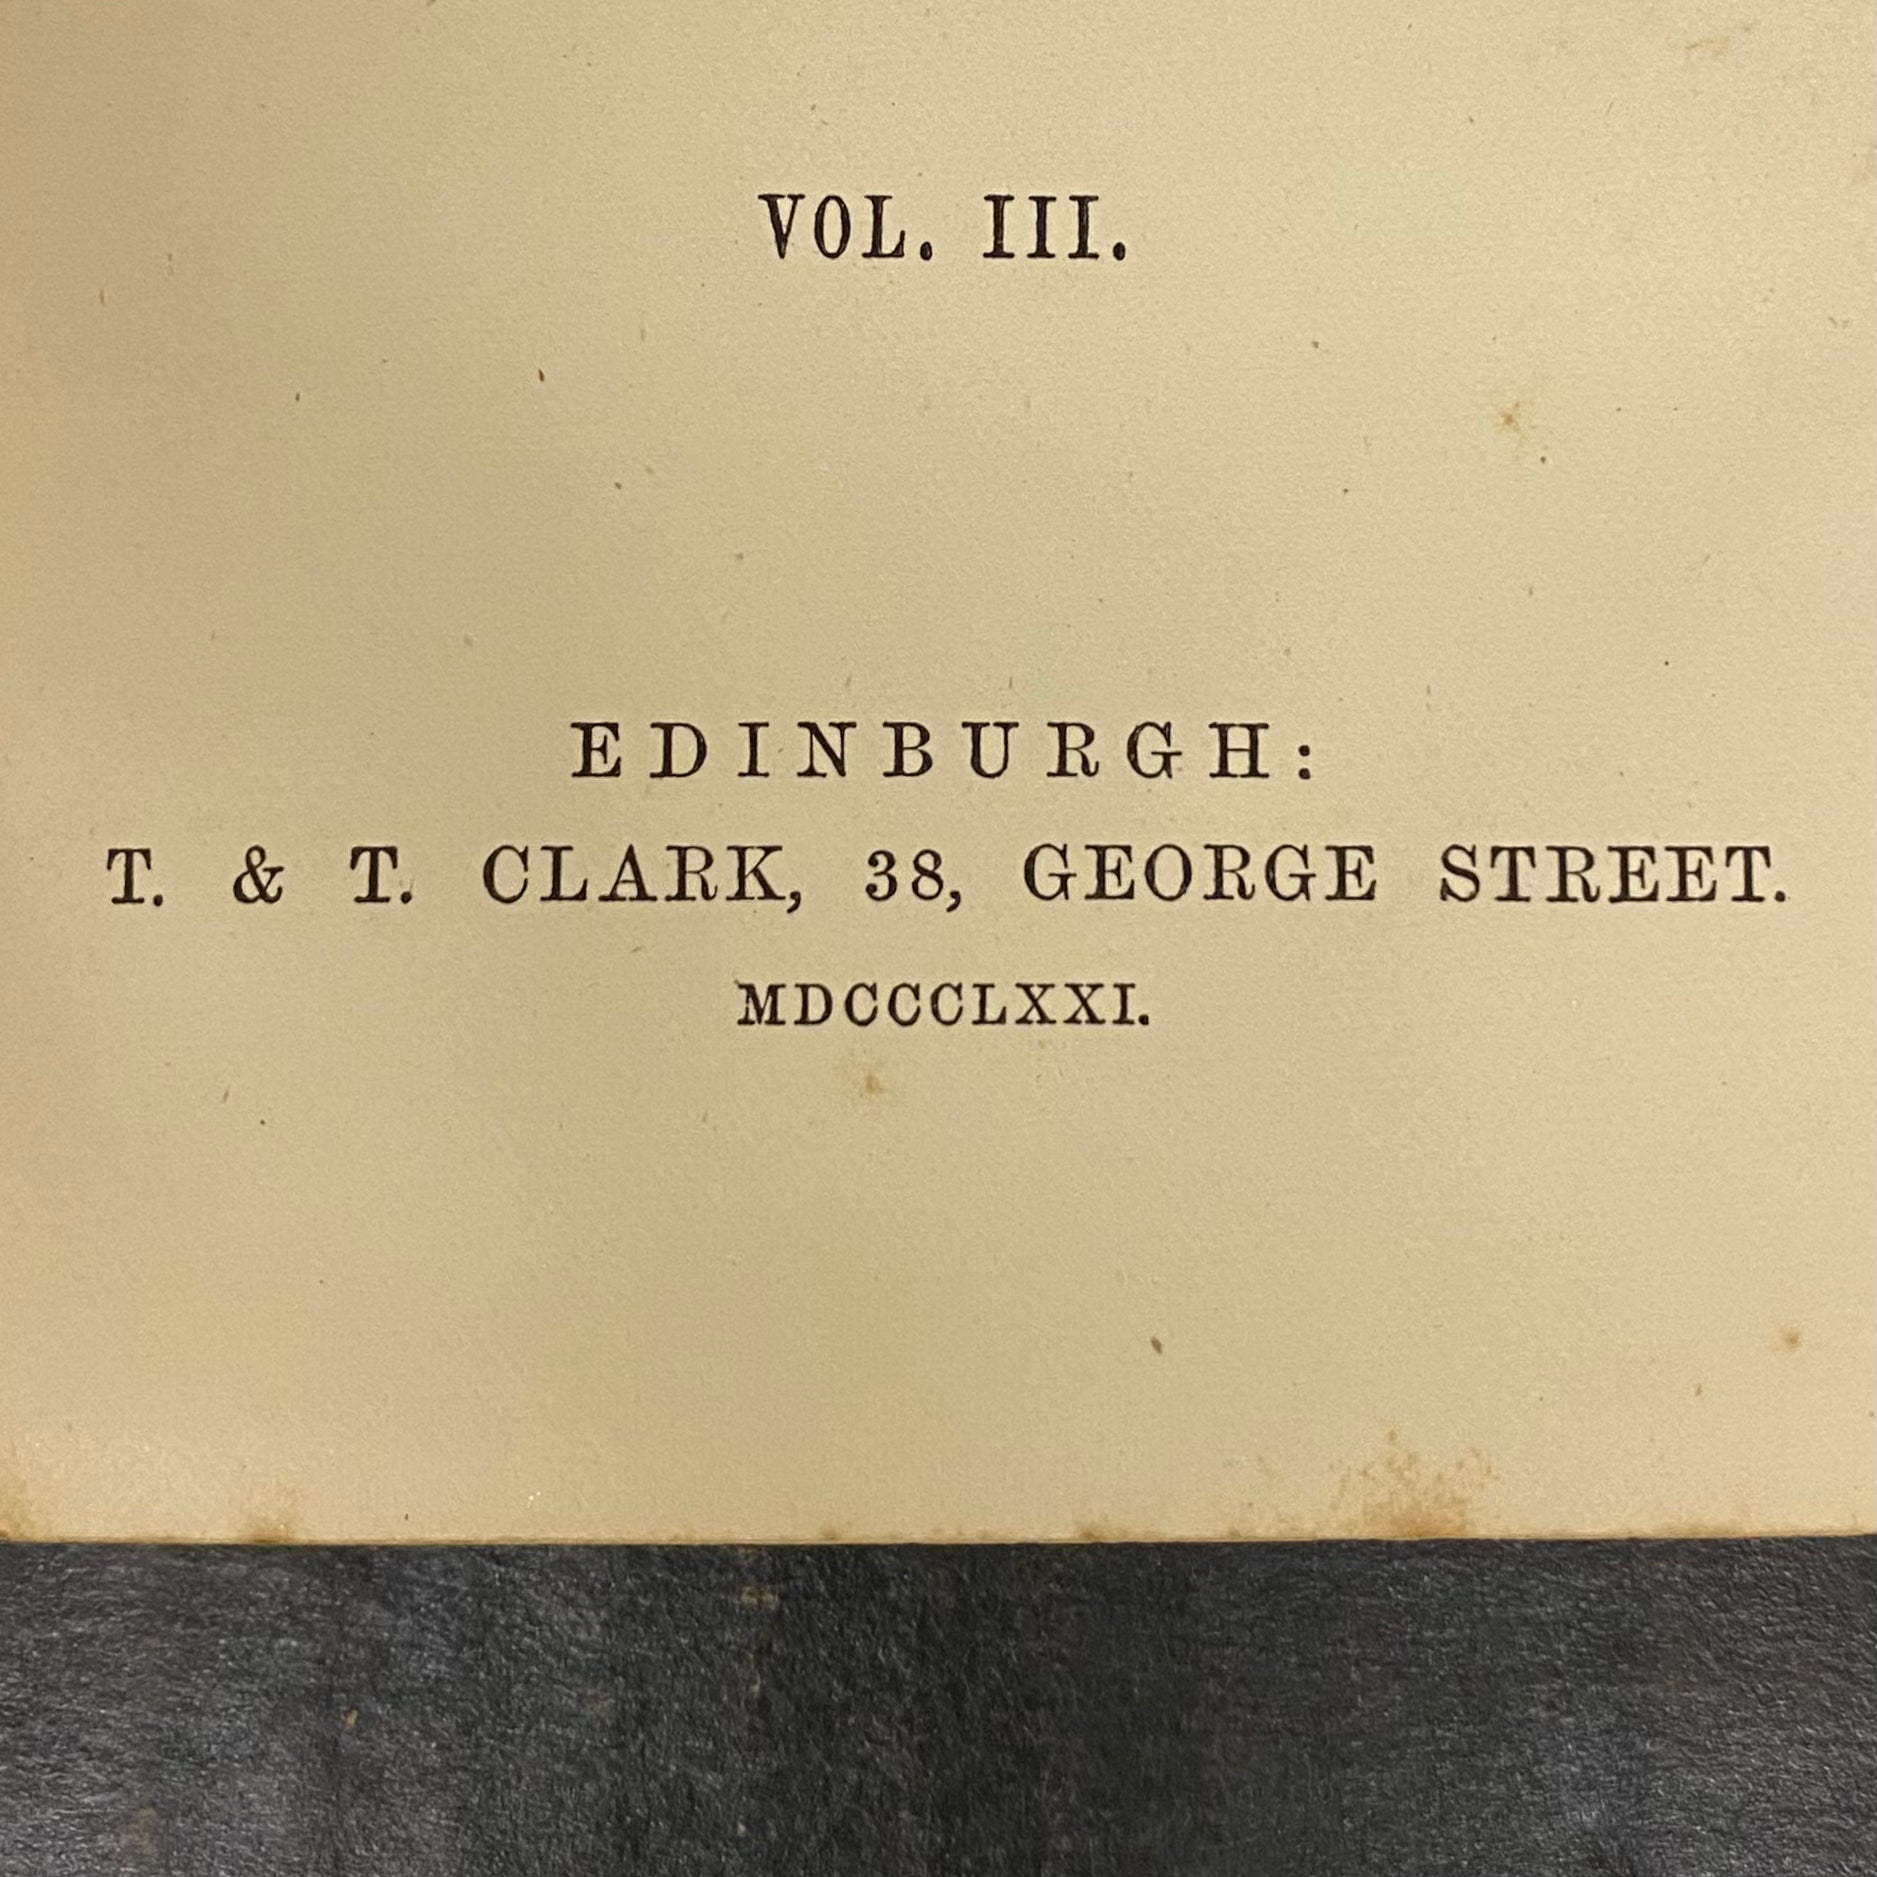 VOL. III.
EDINBURGH:
T. & T. CLARK, 38, GEORGE STREET.
MDCCCLXXI.